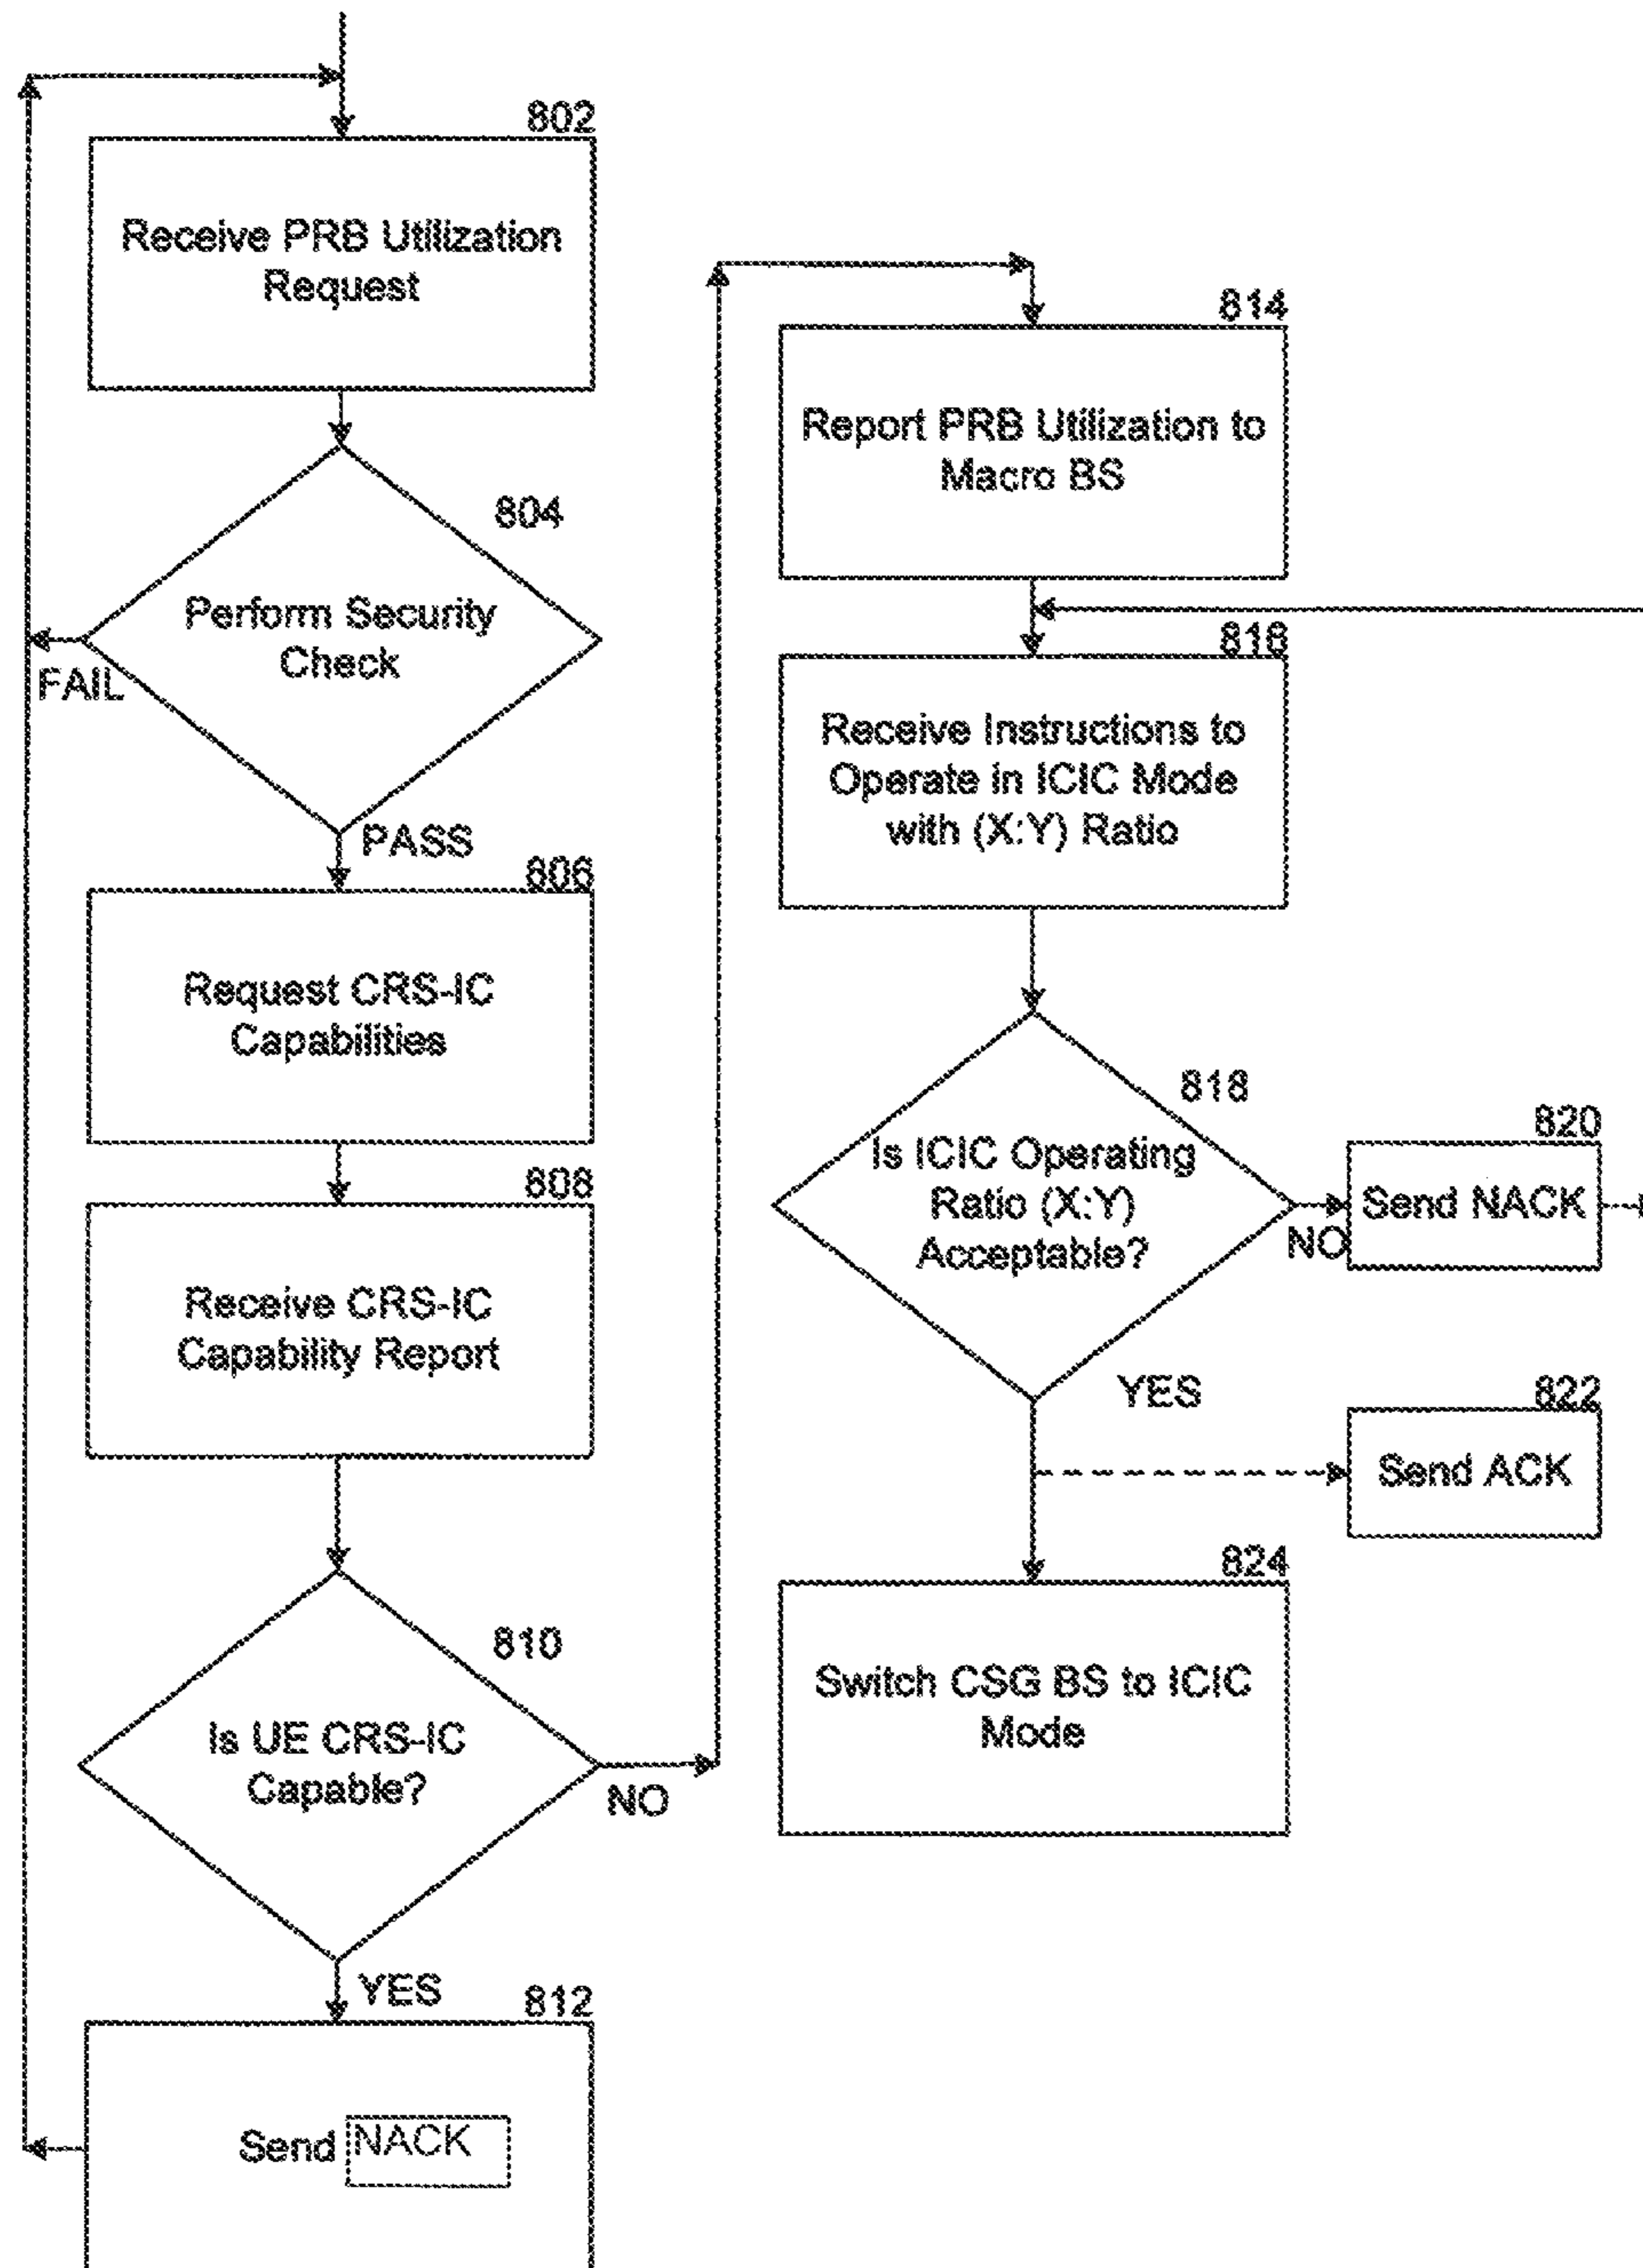 802
Receive PRB Utilization
Request
804
Perform Security
Check
FAIL
PASS
806
Request CRS-IC
Capabilities
808
Receive CRS-IC
Capability Report
810
Is UE CRS-IC
Capable?
NO
YES
812
Send NACK
814
Report PRB Utilization to
Macro BS
816
Receive Instructions to
Operate in ICIC Mode
with (X:Y) Ratio
818
Is ICIC Operating
Ratio (X:Y)
Acceptable?
NO
820
Send NACK
YES
822
Send ACK
824
Switch CSG BS to ICIC
Mode